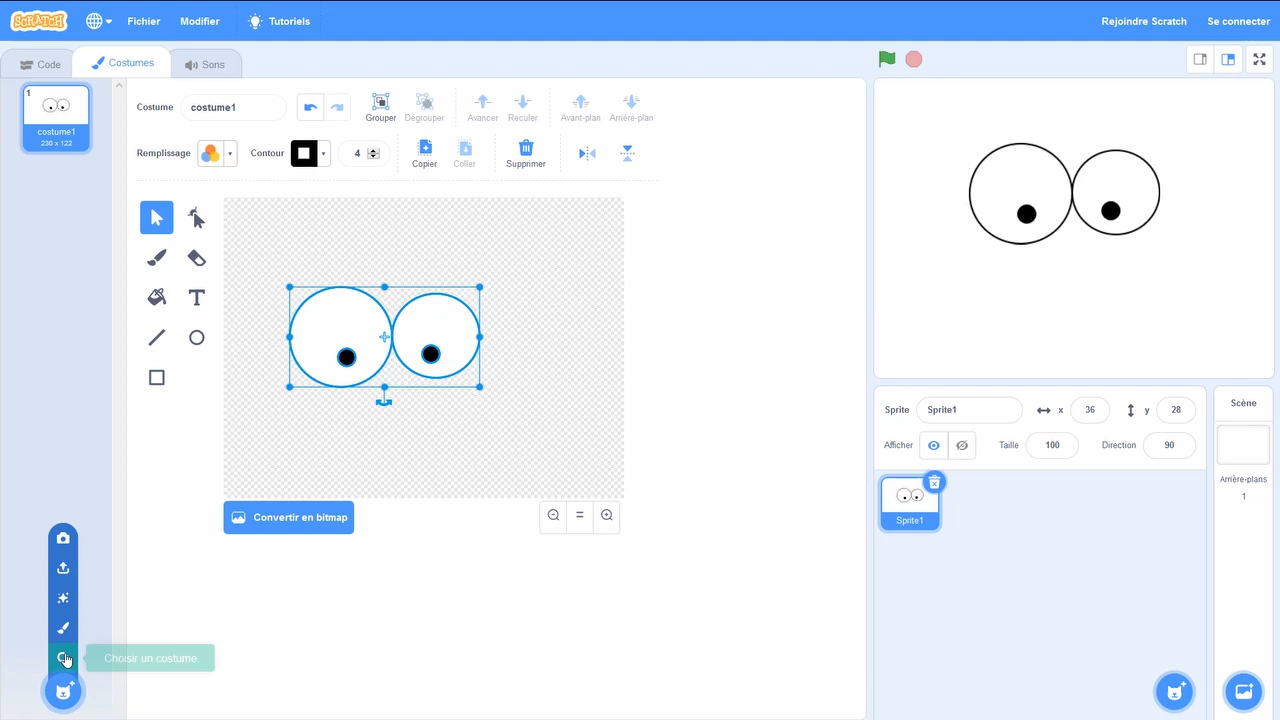 SCRATCH
Fichier
Modifier
Tutoriels
Rejoindre Scratch
Se connecter
Code
Costumes
Sons
1
costume1
230 x 122
Costume
costume1
Grouper
Dégrouper
Avancer
Reculer
Avant-plan
Arrière-plan
Remplissage
Contour
4
Copier
Coller
Supprimer
T
Convertir en bitmap
Choisir un costume
Sprite
Sprite1
x
36
y
28
Afficher
Taille
100
Direction
90
Sprite1
Scène
Arrière-plans
1